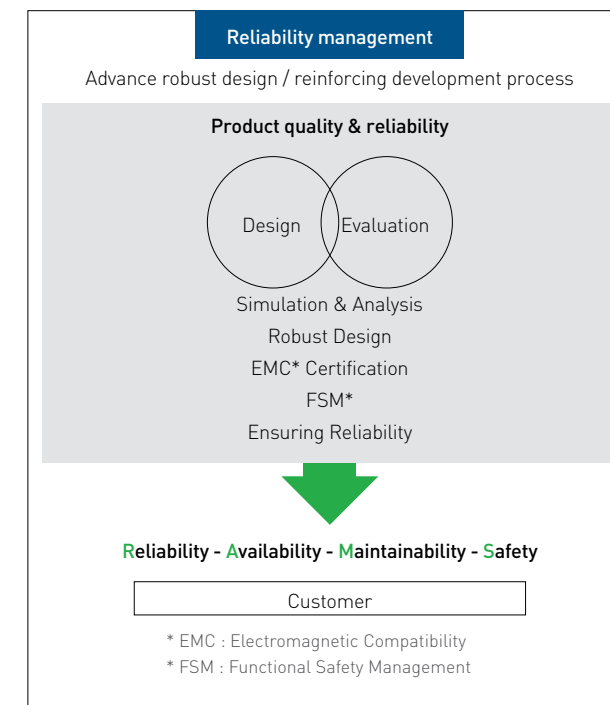 Reliability management
Advance robust design / reinforcing development process
Product quality & reliability
Design
Evaluation
Simulation & Analysis
Robust Design
EMC* Certification
FSM*
Ensuring Reliability
Reliability - Availability - Maintainability - Safety
Customer
* EMC : Electromagnetic Compatibility
* FSM : Functional Safety Management